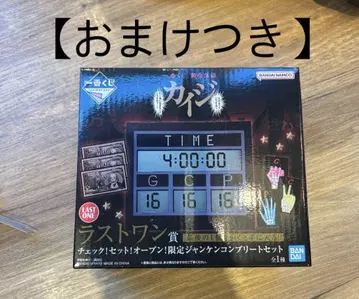 【おまけつき】
一番くじ
カイジ
BANDAI NAMCO
TIME
4:00:00
G C P
16 16 16
LAST ONE
ラストワン賞
チェック!セット!オープン!限定ジャンケンコンプリートセット
全1種
BANDAI